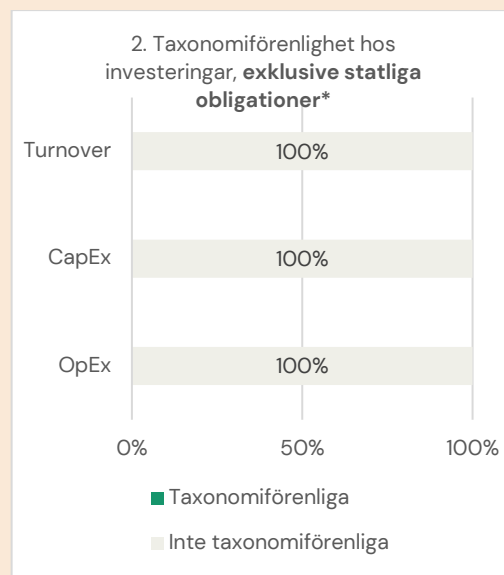 2. Taxonomiförenlighet hos
investeringar, exklusive statliga
obligationer*
Turnover
100%
CapEx
100%
OpEx
100%
0%
50%
100%
Taxonomiförenliga
Inte taxonomiförenliga